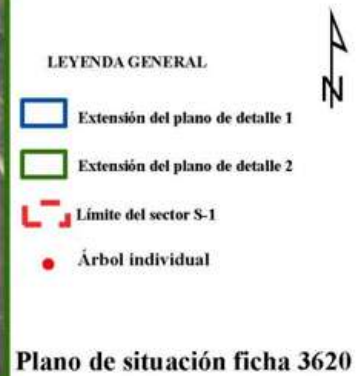 N
LEYENDA GENERAL
Extensión del plano de detalle 1
Extensión del plano de detalle 2
Límite del sector S-1
Árbol individual
Plano de situación ficha 3620